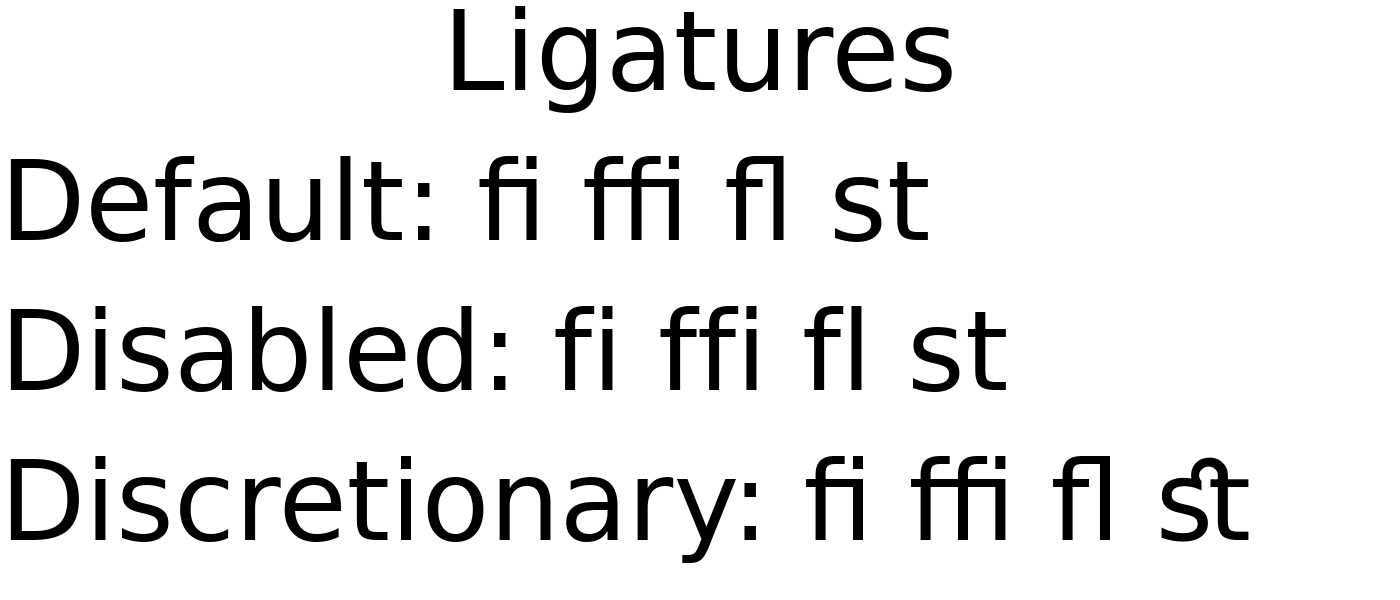 Ligatures
Default: fi ffi fl st
Disabled: fi ffi fl st
Discretionary: fi ffi fl st